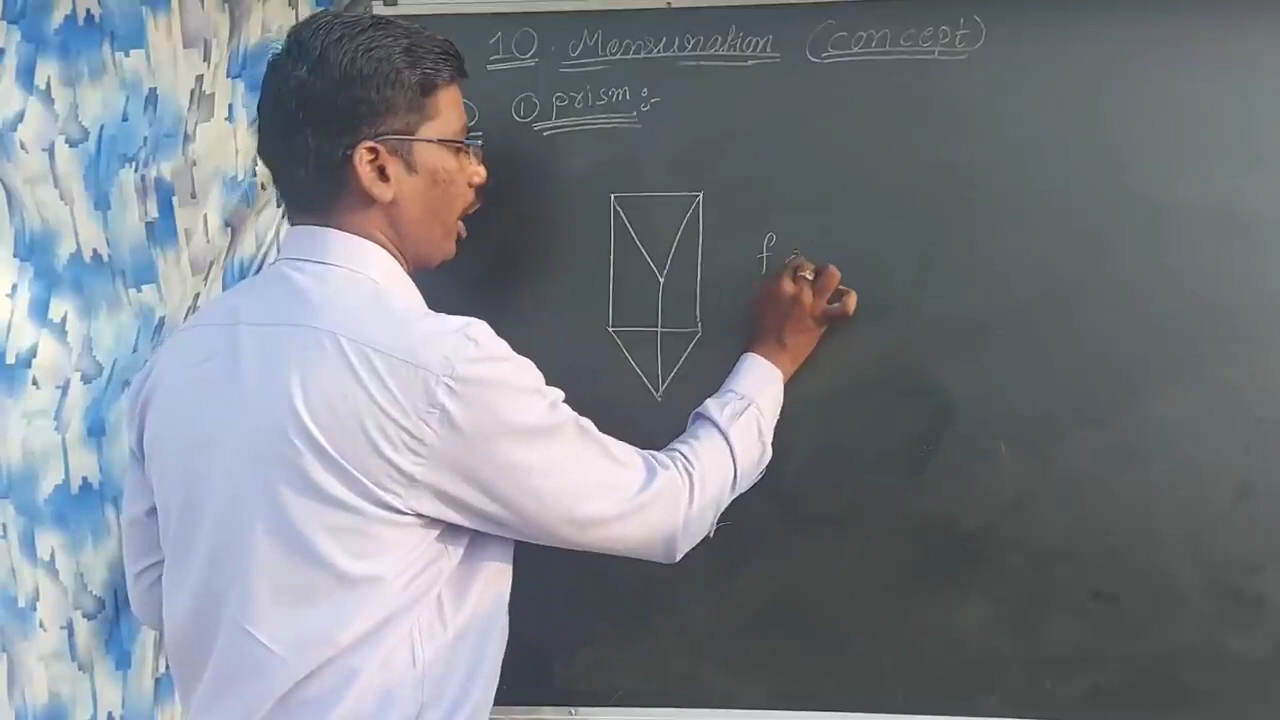 10. Mensuration (concept)
① prism :-
f